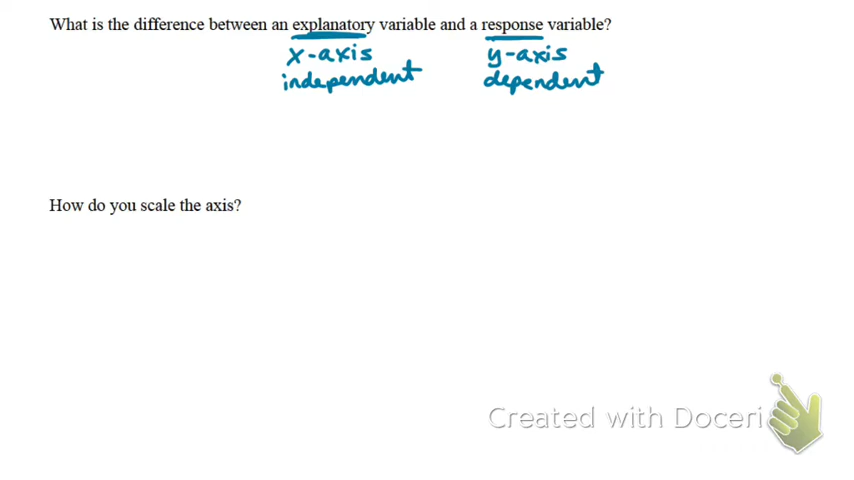 What is the difference between an explanatory variable and a response variable?
x-axis y-axis
independent dependent
How do you scale the axis?
Created with Doceri